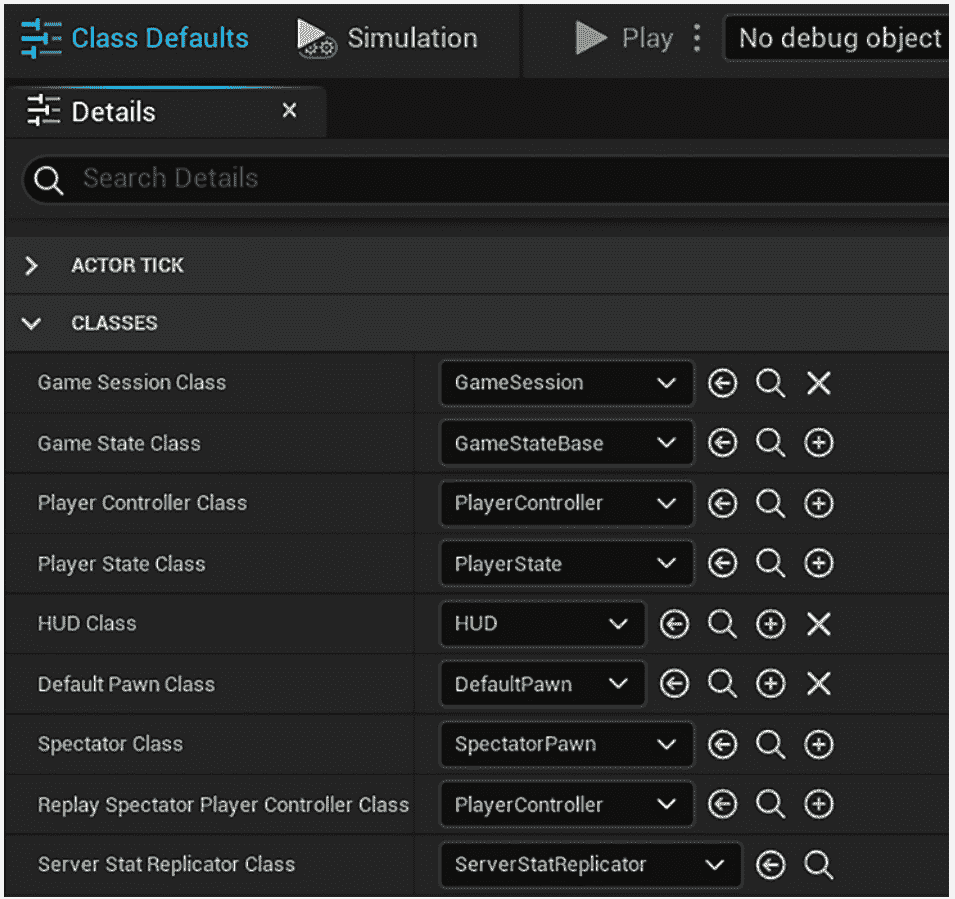 Class Defaults Simulation Play No debug object
Details
Search Details
ACTOR TICK
CLASSES
Game Session Class GameSession
Game State Class GameStateBase
Player Controller Class PlayerController
Player State Class PlayerState
HUD Class HUD
Default Pawn Class DefaultPawn
Spectator Class SpectatorPawn
Replay Spectator Player Controller Class PlayerController
Server Stat Replicator Class ServerStatReplicator